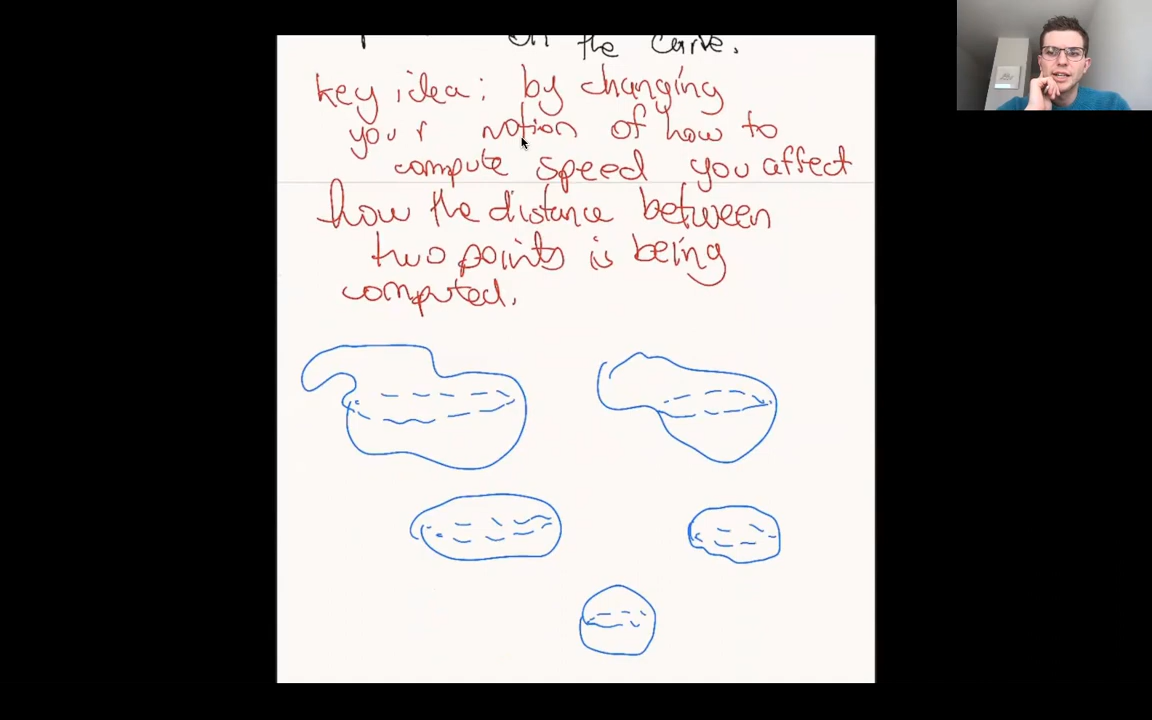 on the curve.
key idea: by changing
your notion of how to
compute speed you affect
how the distance between
two points is being
computed.